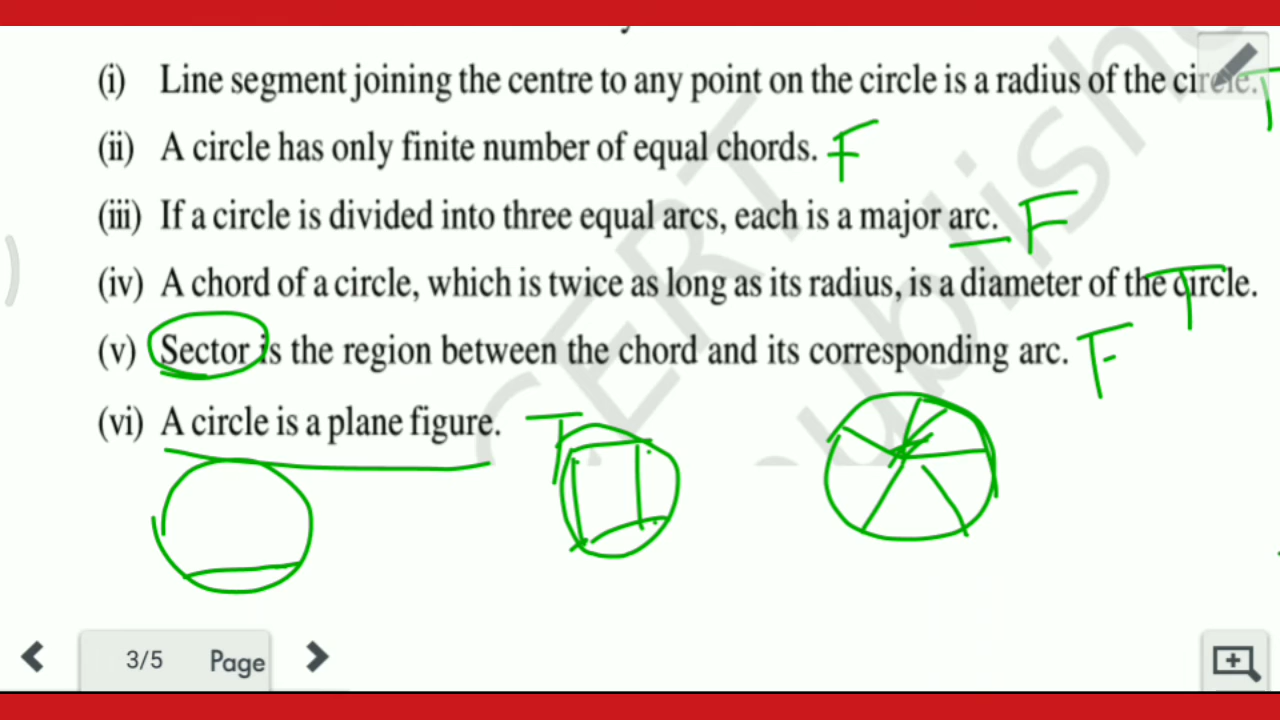 (i) Line segment joining the centre to any point on the circle is a radius of the circle. T
(ii) A circle has only finite number of equal chords. F
(iii) If a circle is divided into three equal arcs, each is a major arc. F
(iv) A chord of a circle, which is twice as long as its radius, is a diameter of the circle. T
(v) Sector is the region between the chord and its corresponding arc. F
(vi) A circle is a plane figure. T
3/5 Page